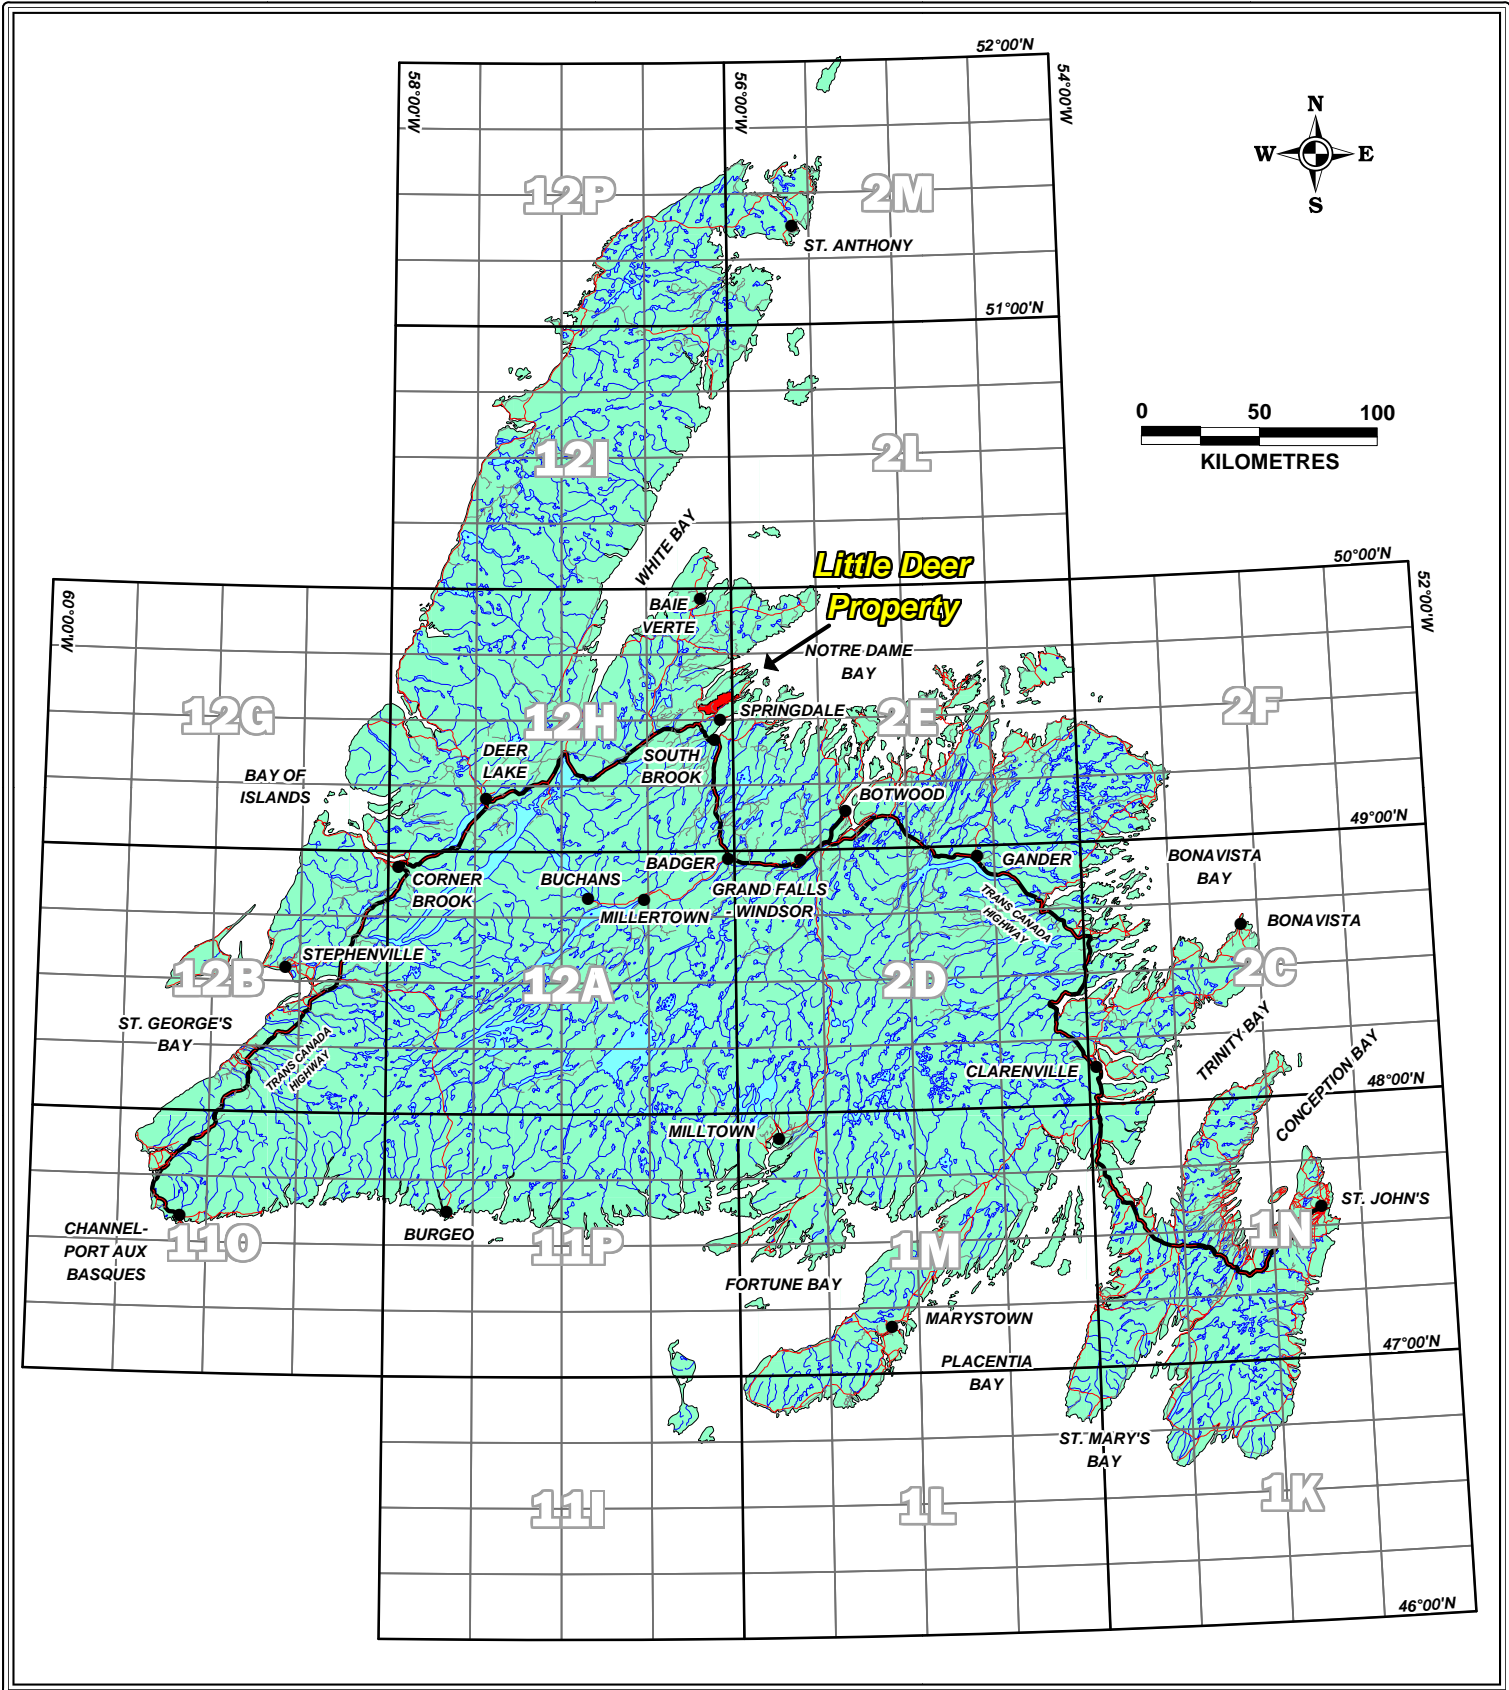 52°00'N
58°00'W
56°00'W
54°00'W
N
W E
S
12P
2M
ST. ANTHONY
51°00'N
0 50 100
KILOMETRES
12I
2L
WHITE BAY
Little Deer
Property
50°00'N
60°00'W
52°00'W
BAIE
VERTE
NOTRE DAME
BAY
12G
12H
2E
2F
SPRINGDALE
DEER
LAKE
SOUTH
BROOK
BAY OF
ISLANDS
BOTWOOD
49°00'N
BADGER
GANDER
BONAVISTA
BAY
CORNER
BROOK
BUCHANS
MILLERTOWN
GRAND FALLS
- WINDSOR
TRANS CANADA
HIGHWAY
BONAVISTA
STEPHENVILLE
12B
12A
2D
2C
ST. GEORGE'S
BAY
TRANS CANADA
HIGHWAY
TRINITY BAY
CONCEPTION BAY
CLARENVILLE
48°00'N
MILLTOWN
ST. JOHN'S
CHANNEL-
PORT AUX
BASQUES
11O
BURGEO
11P
1M
1N
FORTUNE BAY
MARYSTOWN
47°00'N
PLACENTIA
BAY
ST. MARY'S
BAY
11I
1L
1K
46°00'N